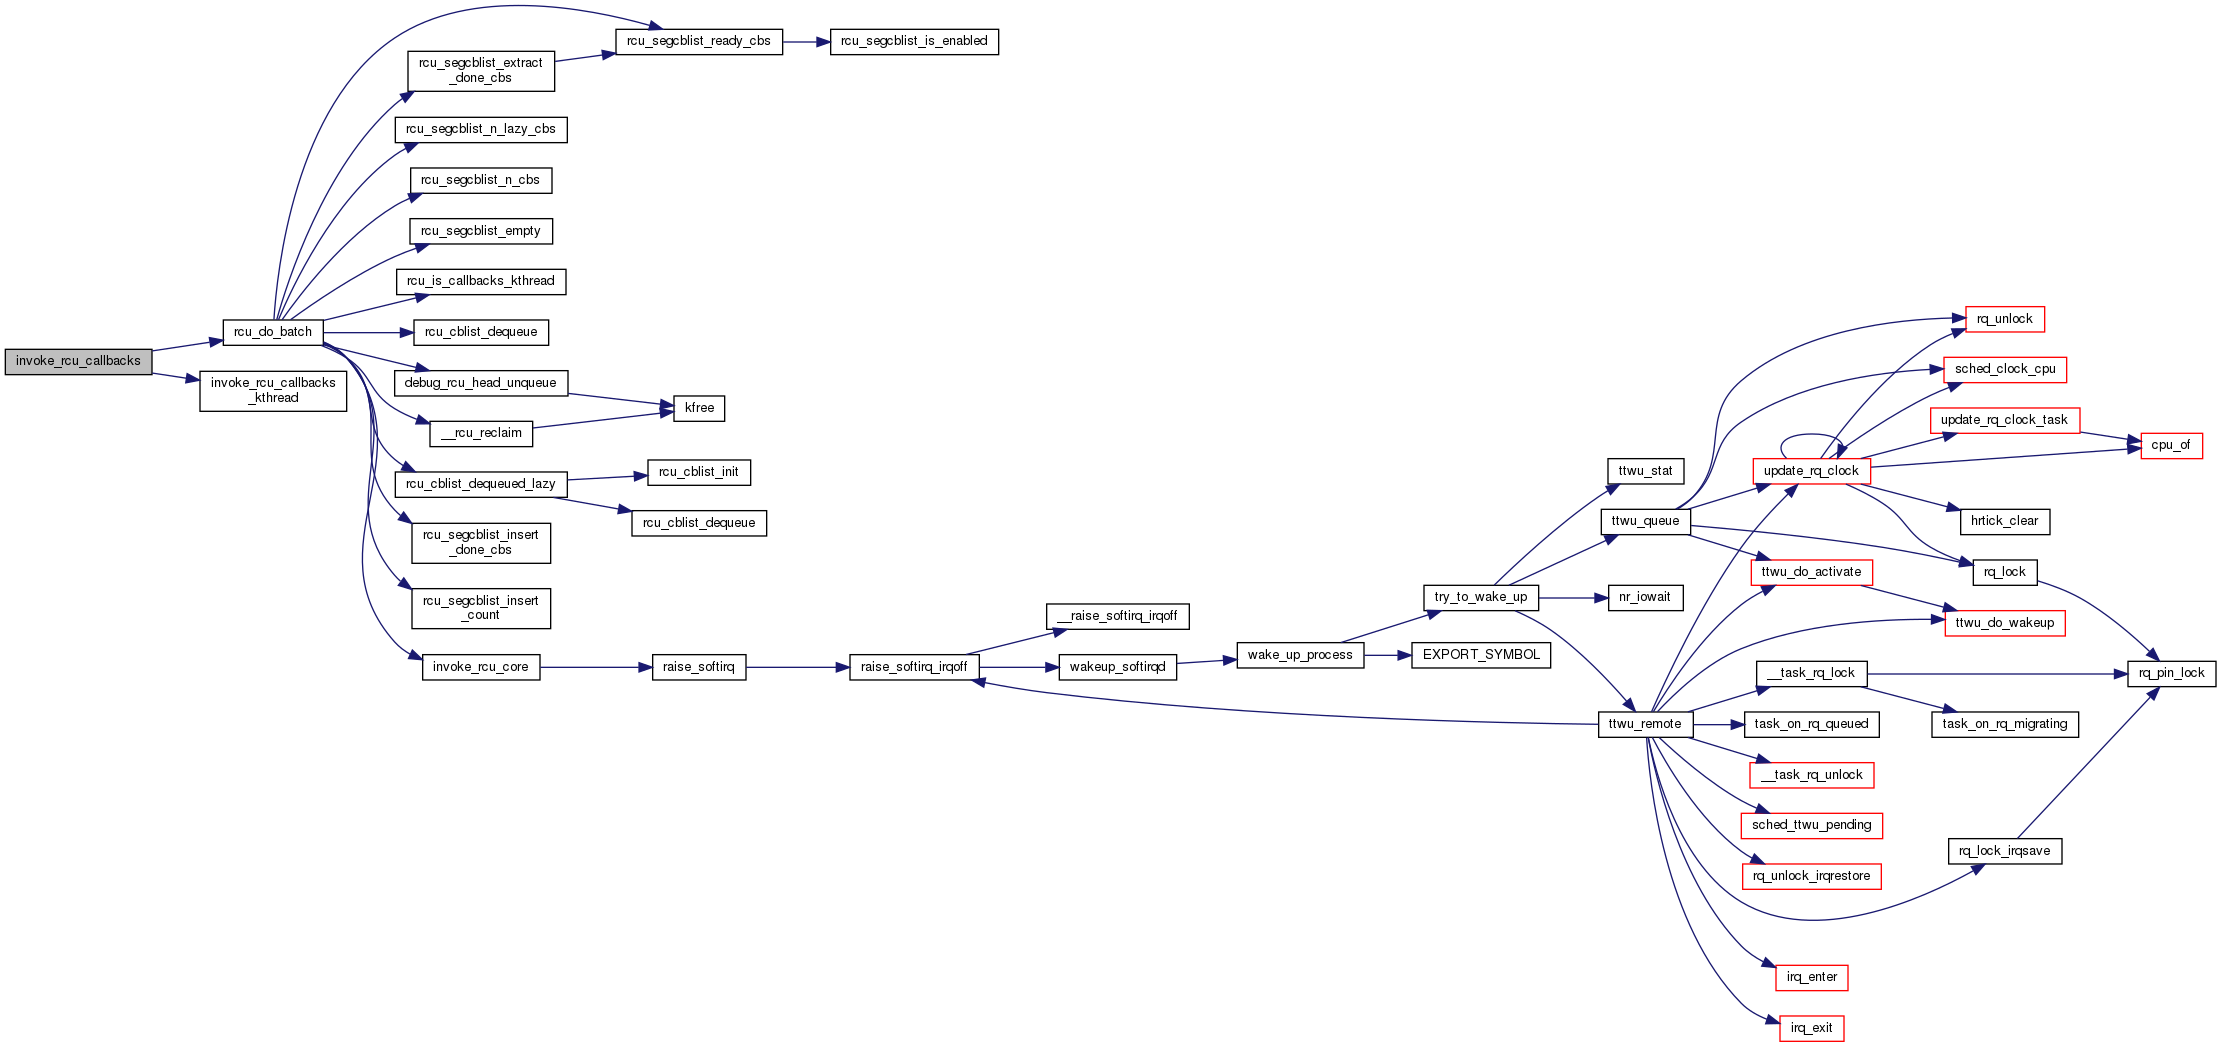 invoke_rcu_callbacks
rcu_do_batch
invoke_rcu_callbacks
_kthread
rcu_segcblist_ready_cbs
rcu_segcblist_is_enabled
rcu_segcblist_extract
_done_cbs
rcu_segcblist_n_lazy_cbs
rcu_segcblist_n_cbs
rcu_segcblist_empty
rcu_is_callbacks_kthread
rcu_cblist_dequeue
debug_rcu_head_unqueue
kfree
__rcu_reclaim
rcu_cblist_dequeued_lazy
rcu_cblist_init
rcu_cblist_dequeue
rcu_segcblist_insert
_done_cbs
rcu_segcblist_insert
_count
invoke_rcu_core
raise_softirq
raise_softirq_irqoff
__raise_softirq_irqoff
wakeup_softirqd
wake_up_process
try_to_wake_up
EXPORT_SYMBOL
ttwu_stat
ttwu_queue
nr_iowait
ttwu_remote
rq_unlock
sched_clock_cpu
update_rq_clock_task
cpu_of
update_rq_clock
hrtick_clear
rq_lock
ttwu_do_activate
ttwu_do_wakeup
__task_rq_lock
rq_pin_lock
task_on_rq_queued
task_on_rq_migrating
__task_rq_unlock
sched_ttwu_pending
rq_lock_irqsave
rq_unlock_irqrestore
irq_enter
irq_exit